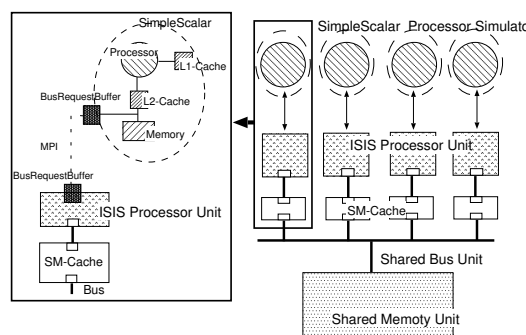 SimpleScalar
Processor
L1-Cache
BusRequestBuffer
L2-Cache
Memory
MPI
BusRequestBuffer
ISIS Processor Unit
SM-Cache
Bus
SimpleScalar Processor Simulator
ISIS Processor Unit
SM-Cache
Shared Bus Unit
Shared Memoty Unit